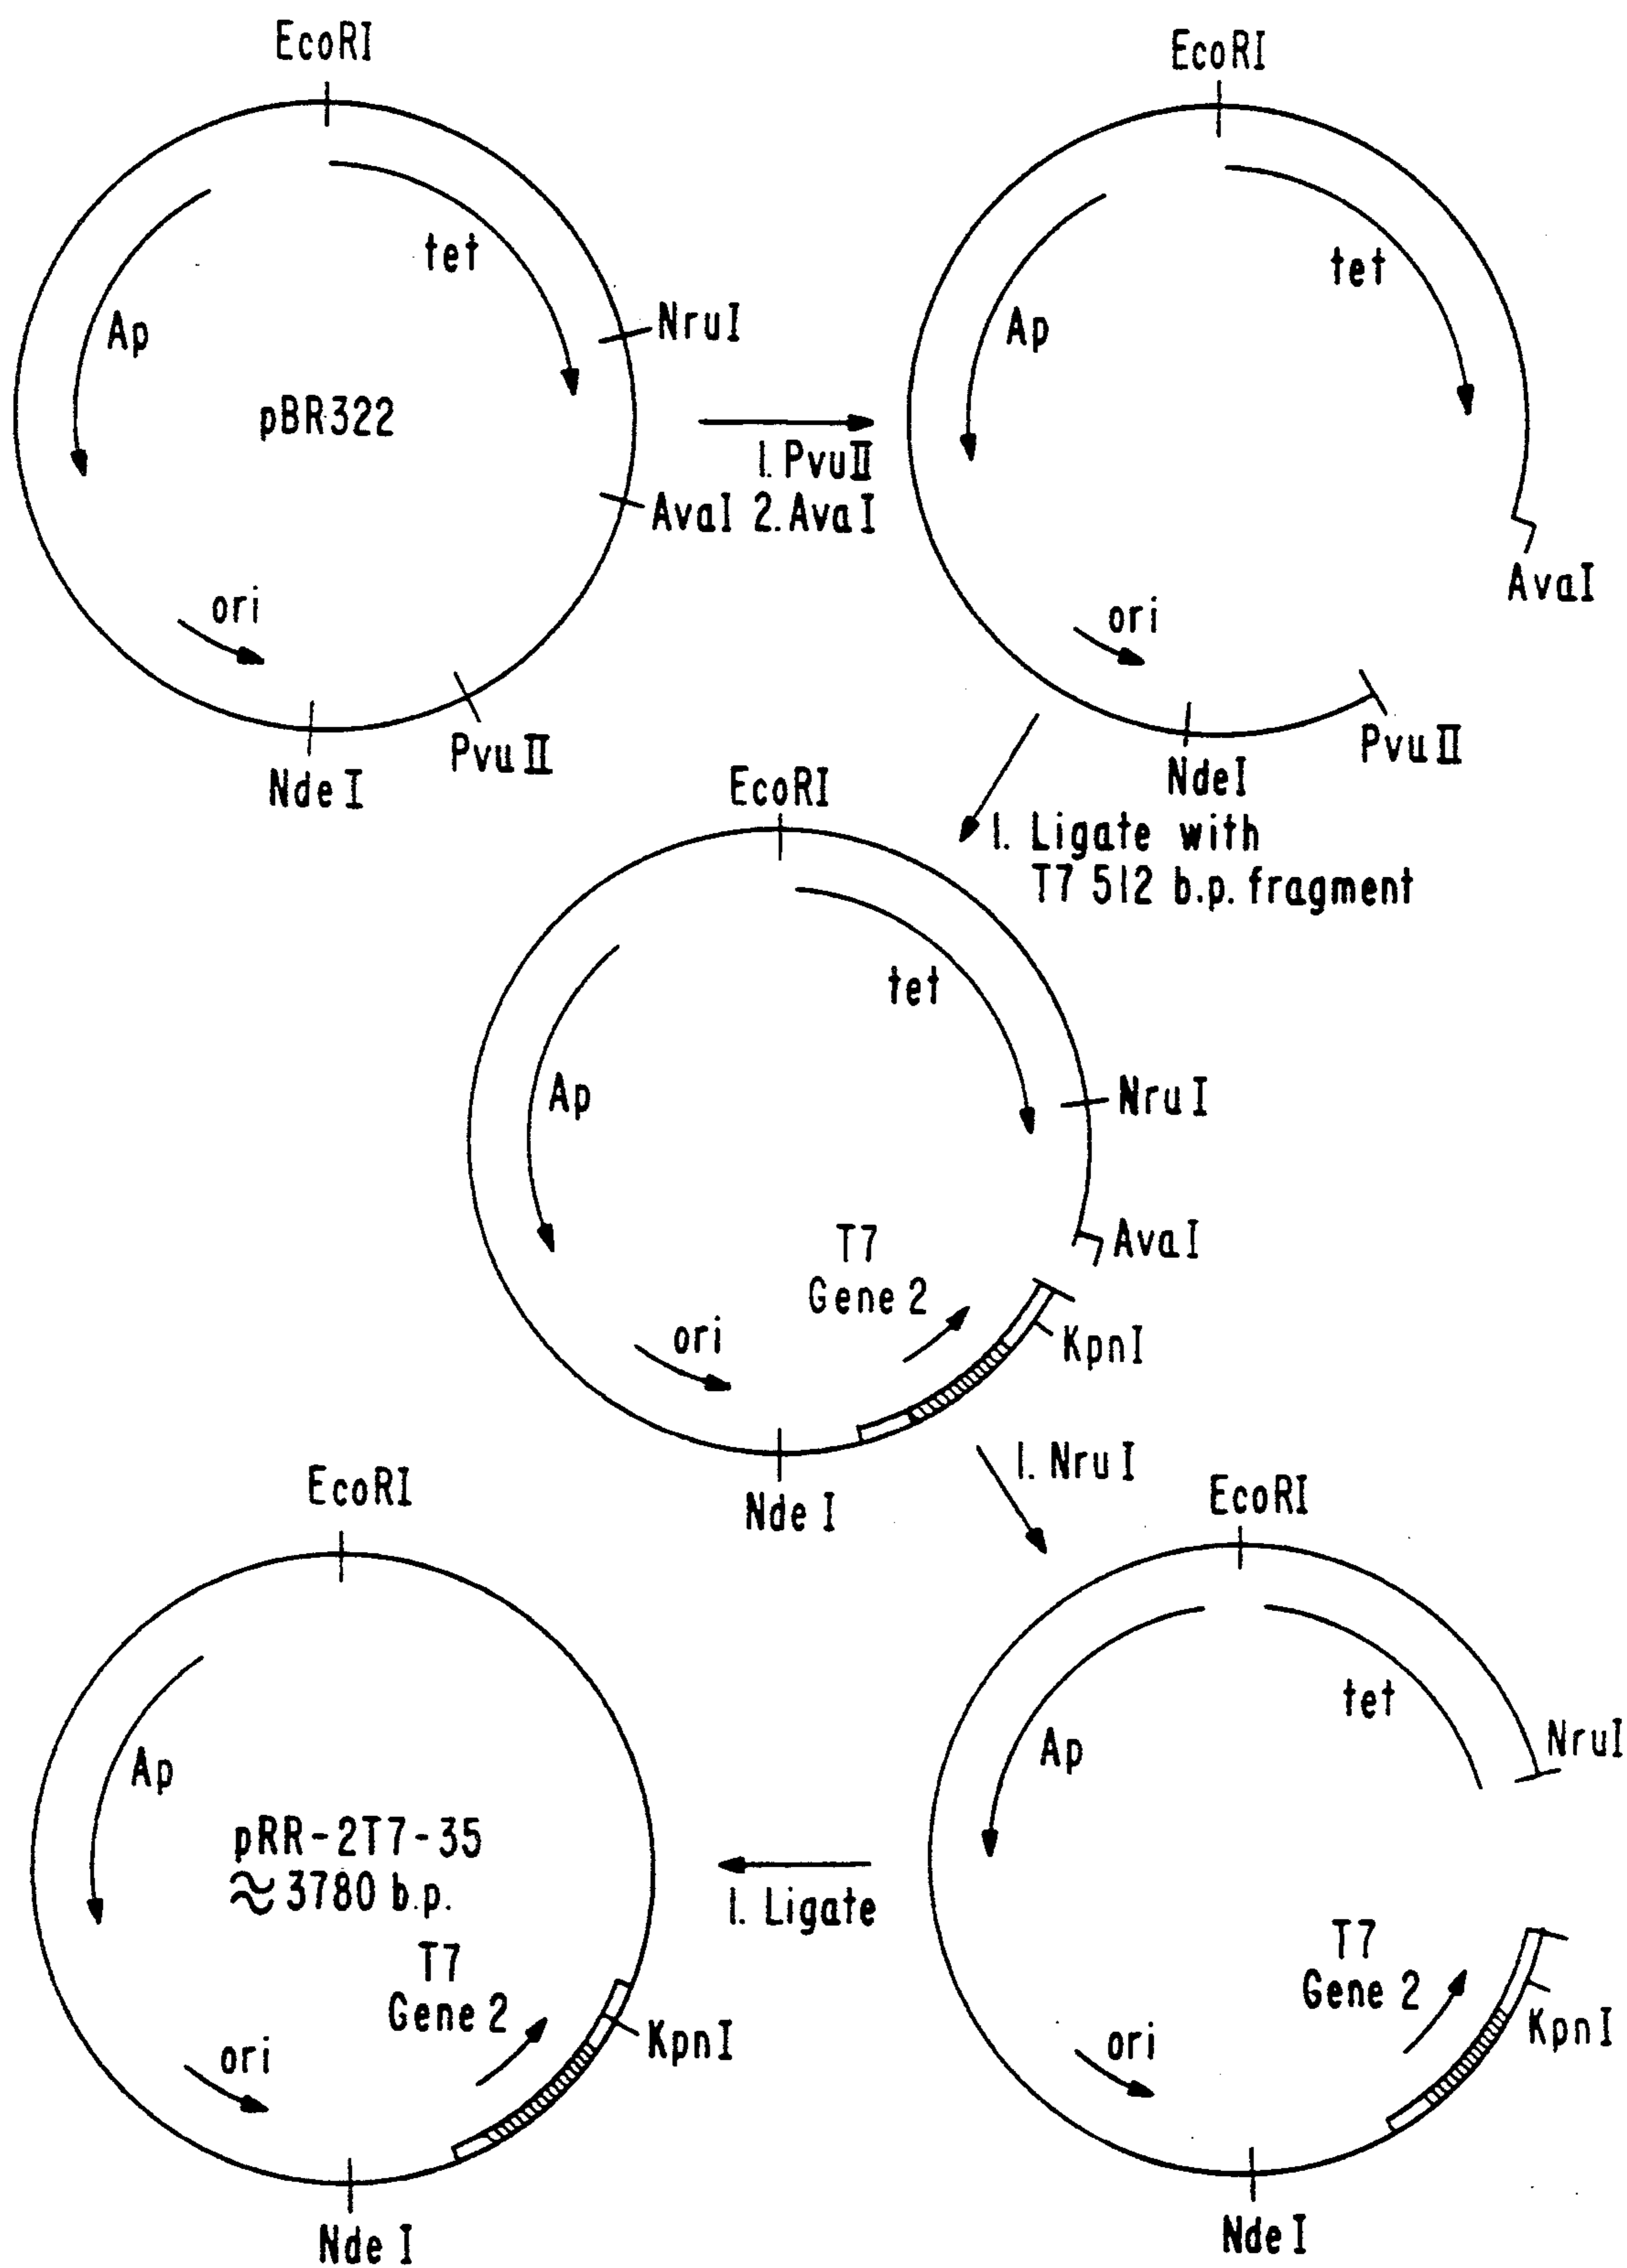 EcoRI
tet
Ap
NruI
pBR322
AvaI
ori
PvuII
NdeI
1. PvuII
2. AvaI
EcoRI
tet
Ap
AvaI
ori
PvuII
NdeI
1. Ligate with
T7 512 b.p. fragment
EcoRI
tet
Ap
NruI
AvaI
T7
Gene 2
KpnI
ori
NdeI
1. NruI
EcoRI
tet
NruI
Ap
T7
Gene 2
KpnI
ori
NdeI
1. Ligate
EcoRI
Ap
pRR-2T7-35
≈3780 b.p.
T7
Gene 2
KpnI
ori
NdeI